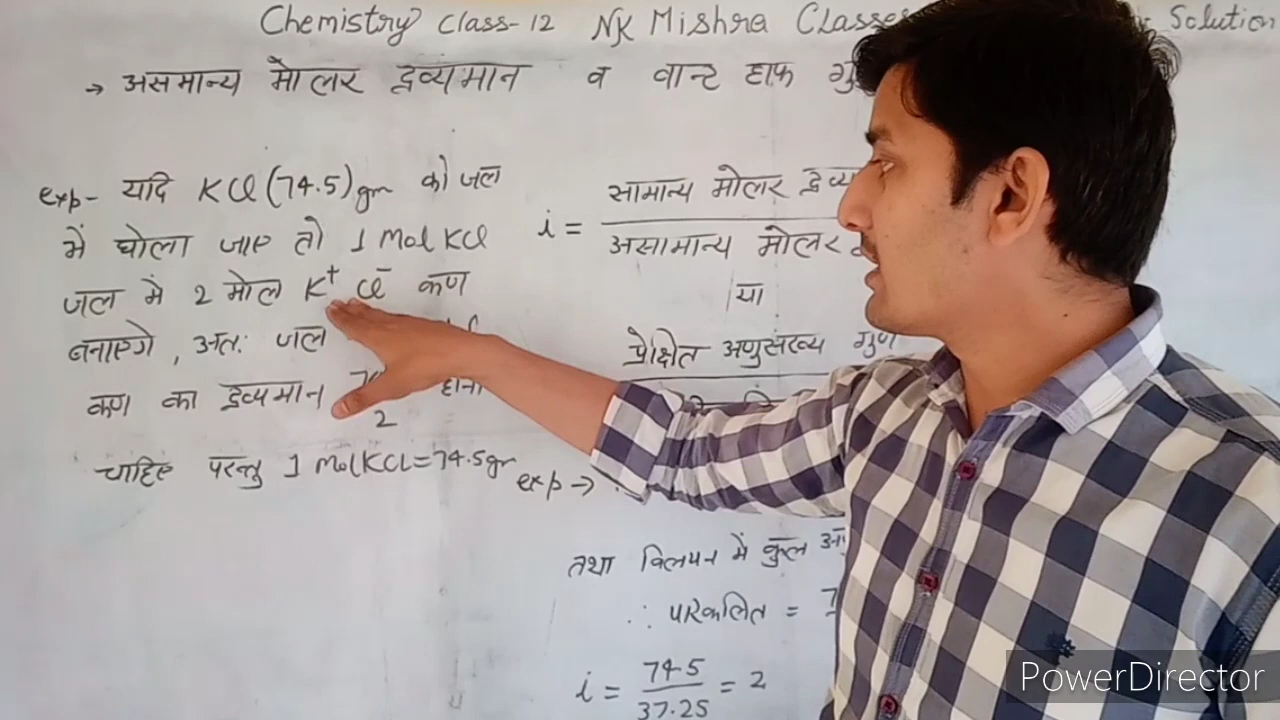 Chemistry Class-12 NK Mishra Classes Solution
→ असमान्य मोलर द्रव्यमान व वान्ट हाफ
exp- यदि KCl (74.5)gm को जल
में घोला जाए तो 1 Mol KCl
जल में 2 मोल K⁺ Cl⁻ कण
बनाएगे, अतः जल
कण का द्रव्यमान 2 होना
चाहिए परन्तु 1 Mol KCl = 74.5gm
i = सामान्य मोलर
असामान्य मोलर
या
प्रेक्षित अणुसंख्य गुण
exp →
तथा विलयन में कुल
∴ परिकलित =
i = 74.5 / 37.25 = 2
PowerDirector